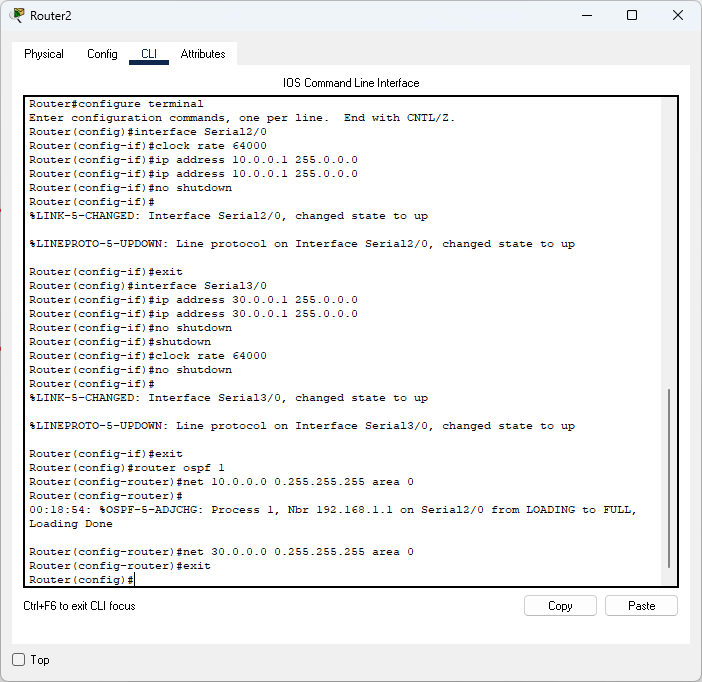 Router2
Physical Config CLI Attributes
IOS Command Line Interface
Router#configure terminal
Enter configuration commands, one per line.  End with CNTL/Z.
Router(config)#interface Serial2/0
Router(config-if)#clock rate 64000
Router(config-if)#ip address 10.0.0.1 255.0.0.0
Router(config-if)#ip address 10.0.0.1 255.0.0.0
Router(config-if)#no shutdown
Router(config-if)#
%LINK-5-CHANGED: Interface Serial2/0, changed state to up
%LINEPROTO-5-UPDOWN: Line protocol on Interface Serial2/0, changed state to up
Router(config-if)#exit
Router(config)#interface Serial3/0
Router(config-if)#ip address 30.0.0.1 255.0.0.0
Router(config-if)#ip address 30.0.0.1 255.0.0.0
Router(config-if)#no shutdown
Router(config-if)#shutdown
Router(config-if)#clock rate 64000
Router(config-if)#no shutdown
Router(config-if)#
%LINK-5-CHANGED: Interface Serial3/0, changed state to up
%LINEPROTO-5-UPDOWN: Line protocol on Interface Serial3/0, changed state to up
Router(config-if)#exit
Router(config)#router ospf 1
Router(config-router)#net 10.0.0.0 0.255.255.255 area 0
Router(config-router)#
00:18:54: %OSPF-5-ADJCHG: Process 1, Nbr 192.168.1.1 on Serial2/0 from LOADING to FULL,
Loading Done
Router(config-router)#net 30.0.0.0 0.255.255.255 area 0
Router(config-router)#exit
Router(config)#
Ctrl+F6 to exit CLI focus
Copy Paste
Top